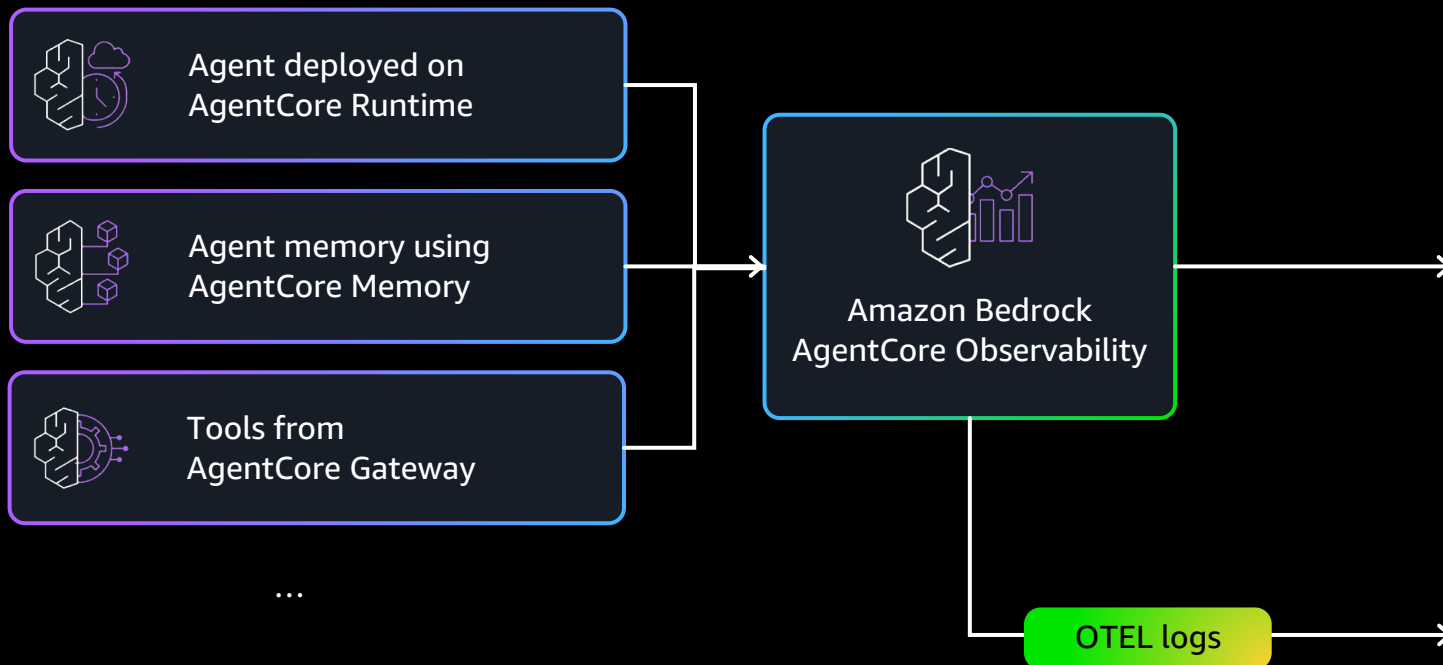 Agent deployed on
AgentCore Runtime
Agent memory using
AgentCore Memory
Tools from
AgentCore Gateway
...
Amazon Bedrock
AgentCore Observability
OTEL logs